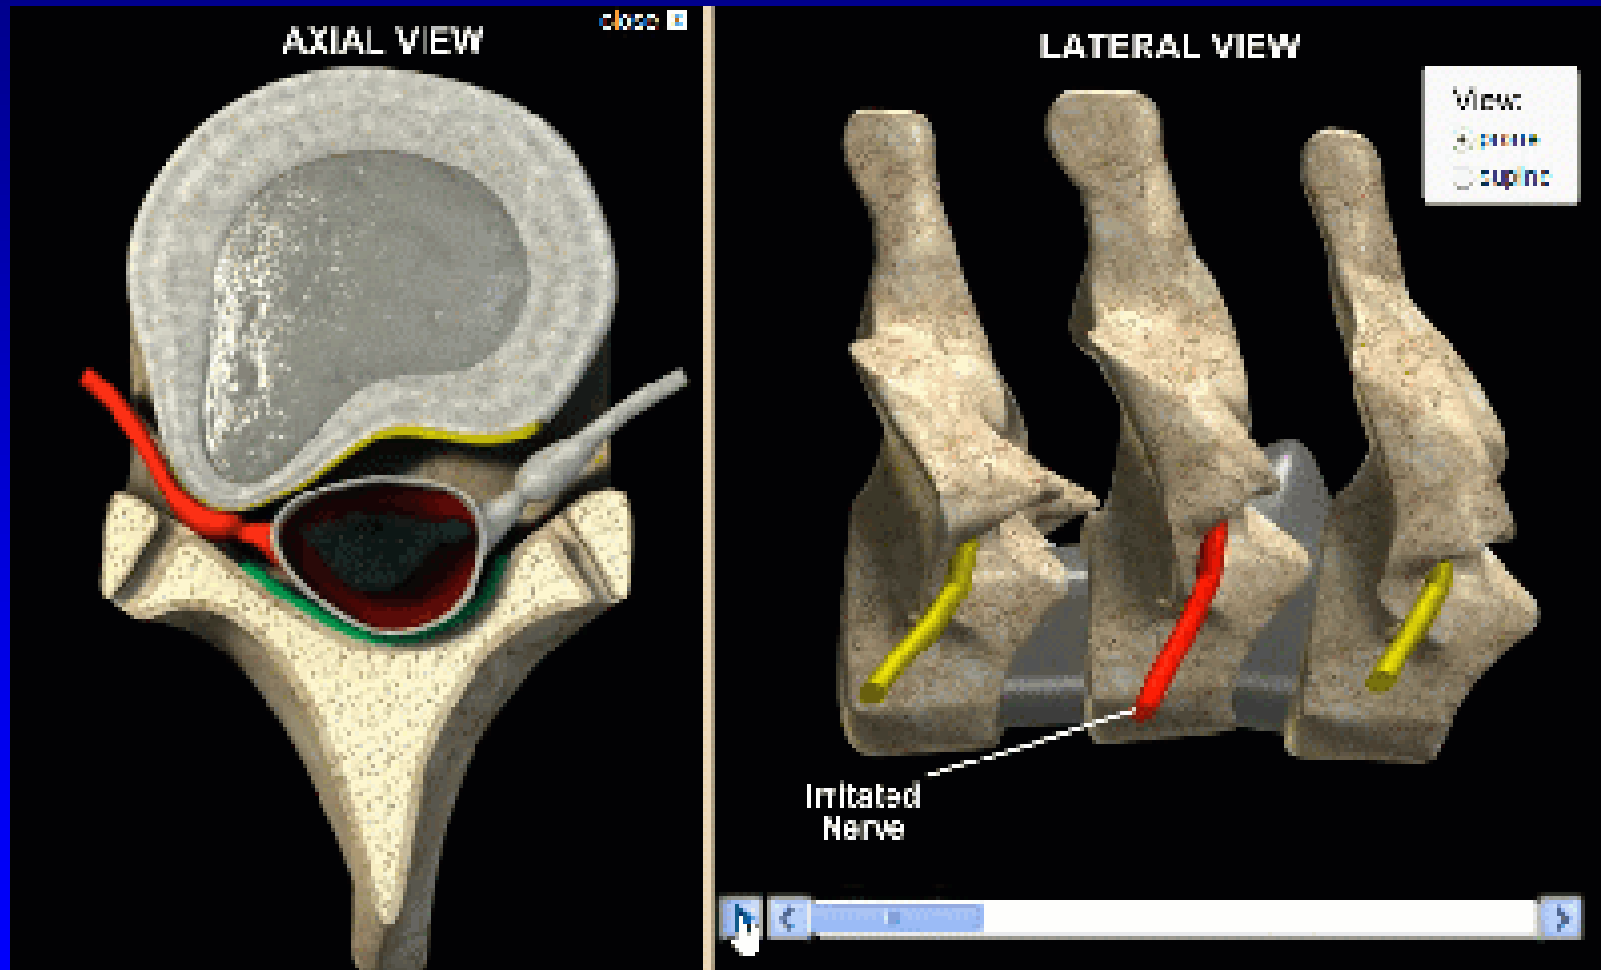 close x
AXIAL VIEW
LATERAL VIEW
View:
prone
supine
Irritated
Nerve